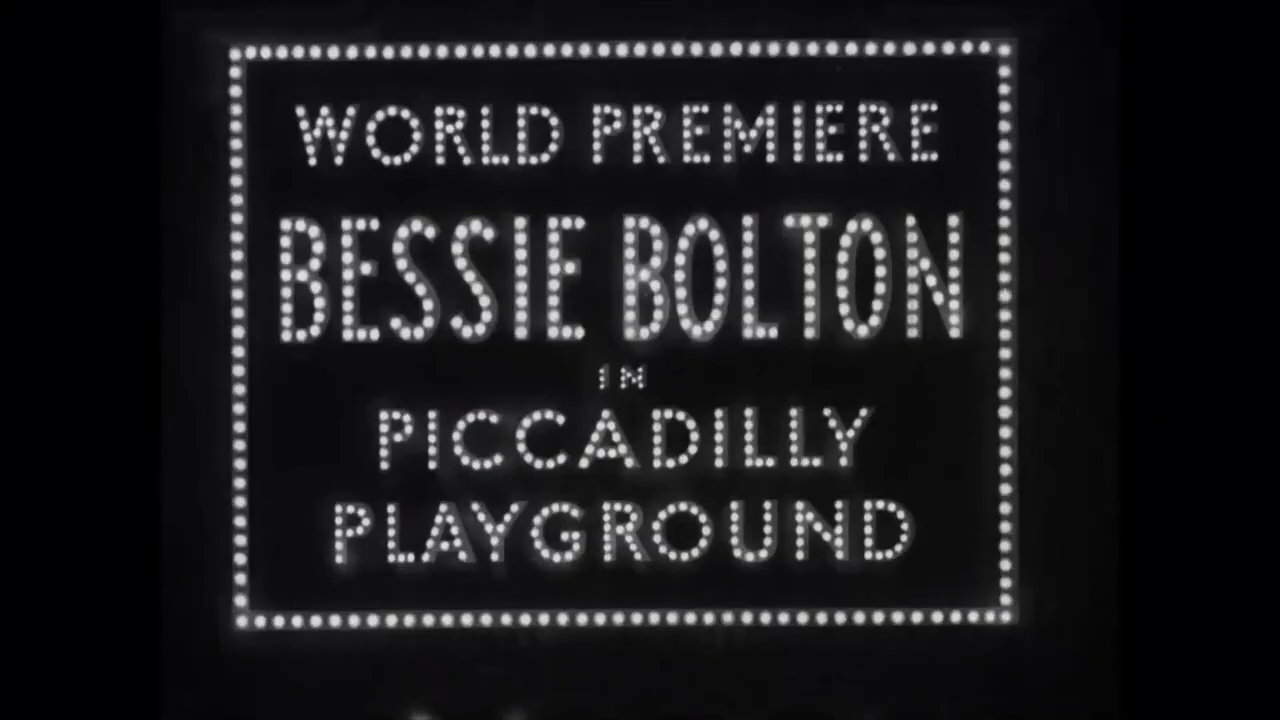 WORLD PREMIERE
BESSIE BOLTON
IN
PICCADILLY
PLAYGROUND